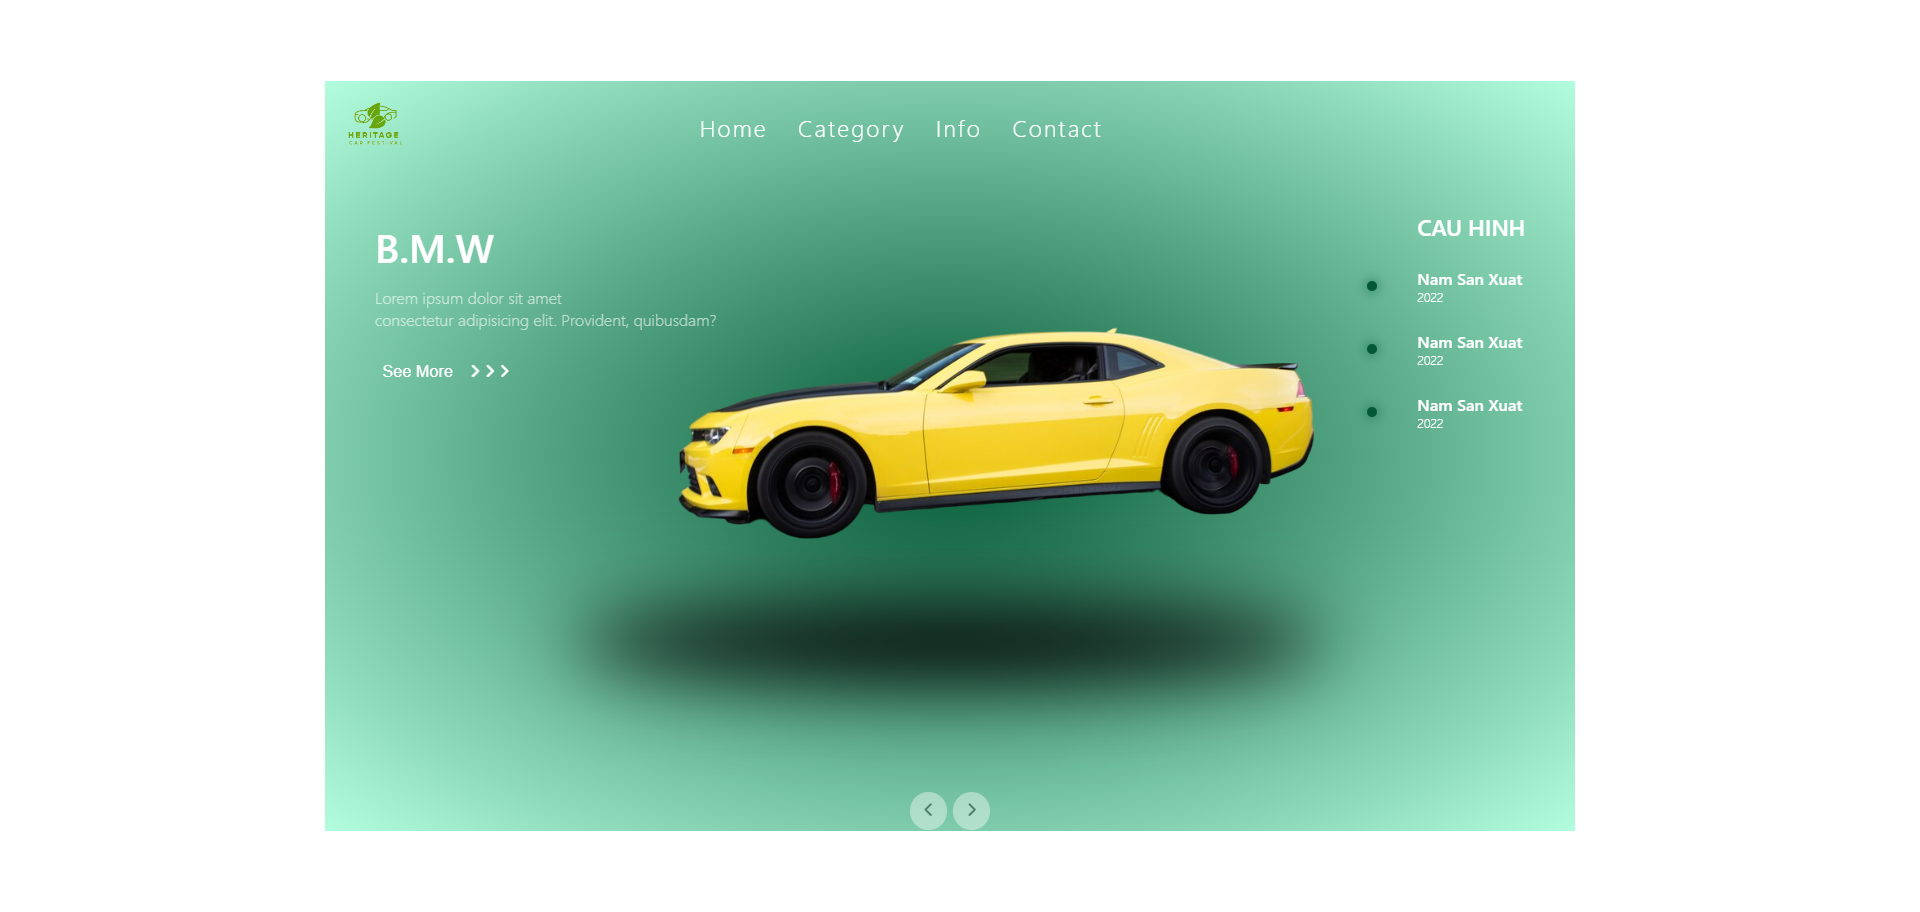 HERITAGE
CAR FESTIVAL
Home Category Info Contact
B.M.W
Lorem ipsum dolor sit amet
consectetur adipisicing elit. Provident, quibusdam?
See More
CAU HINH
Nam San Xuat
2022
Nam San Xuat
2022
Nam San Xuat
2022